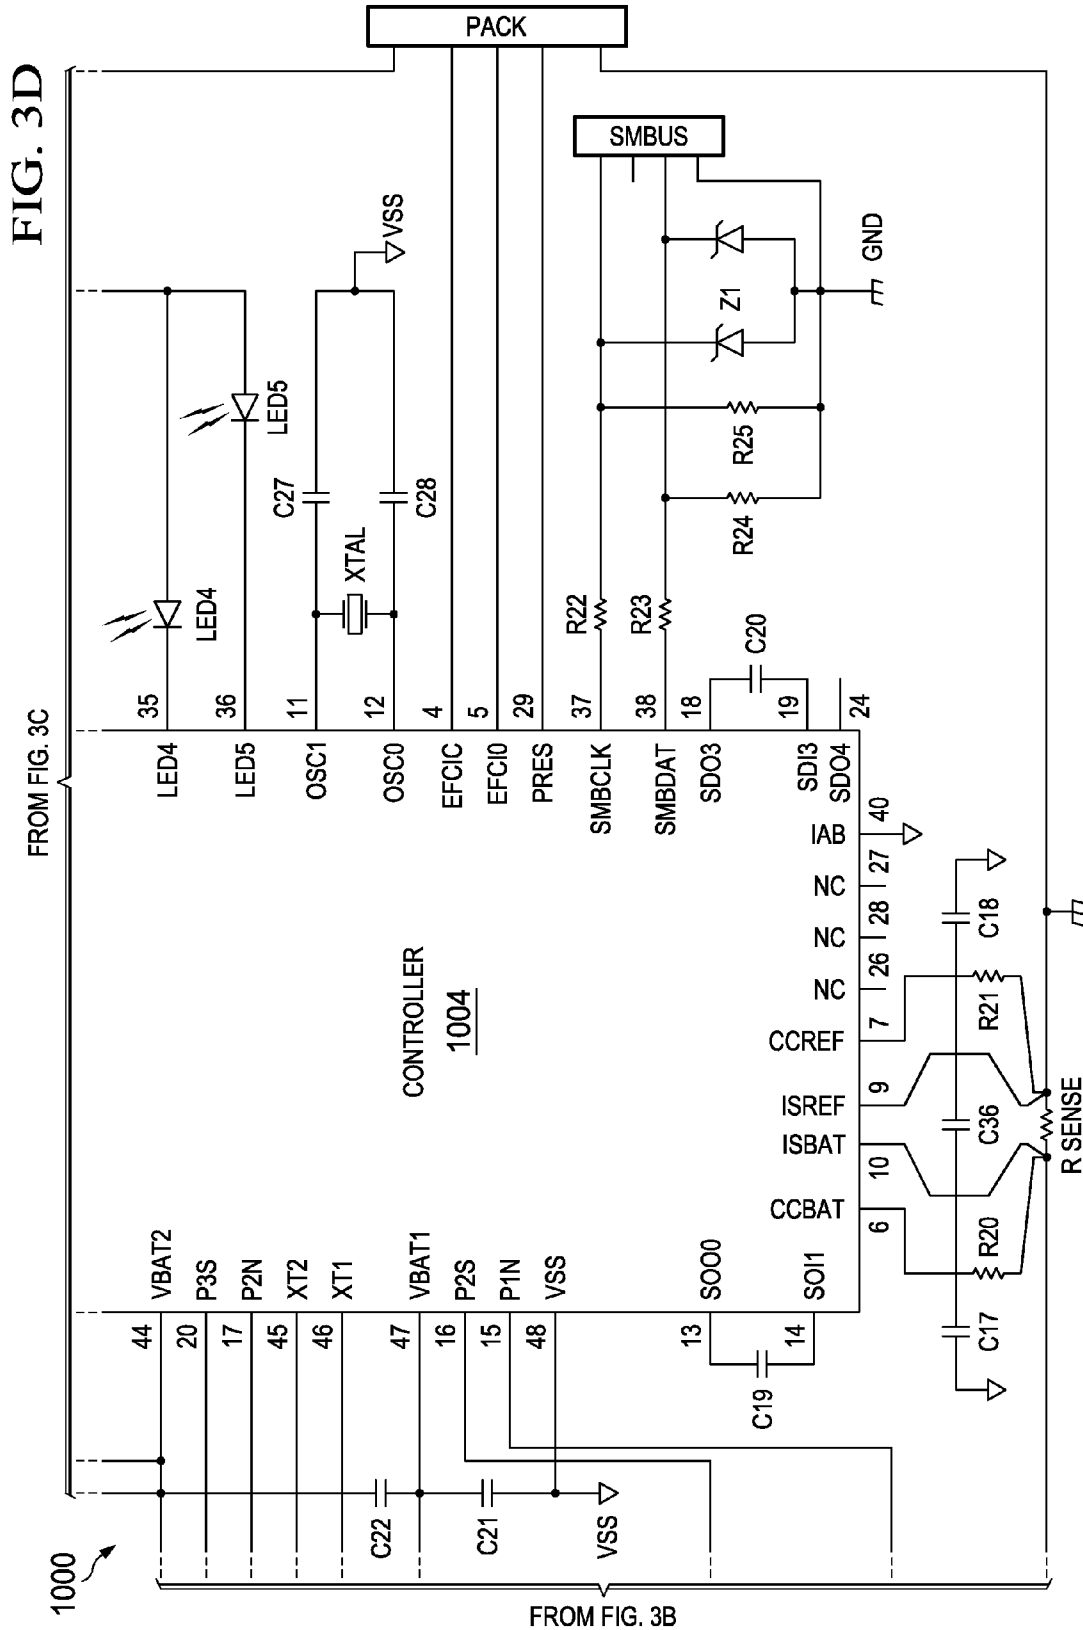 FIG. 3D
FROM FIG. 3C
PACK
SMBUS
VSS
GND
Z1
LED4
LED5
C27
C28
XTAL
R25
R24
R22
R23
C20
35
36
11
12
4
5
29
37
38
18
19
24
LED4
LED5
OSC1
OSC0
EFCIC
EFCI0
PRES
SMBCLK
SMBDAT
SDO3
SDI3
SDO4
IAB
40
NC
27
NC
28
NC
26
CCREF
7
ISREF
9
ISBAT
10
CCBAT
6
CONTROLLER
1004
C18
R21
C36
R SENSE
R20
C17
VBAT2
P3S
P2N
XT2
XT1
VBAT1
P2S
P1N
VSS
SOO0
SOI1
44
20
17
45
46
47
16
15
48
13
14
C19
C22
C21
VSS
1000
FROM FIG. 3B